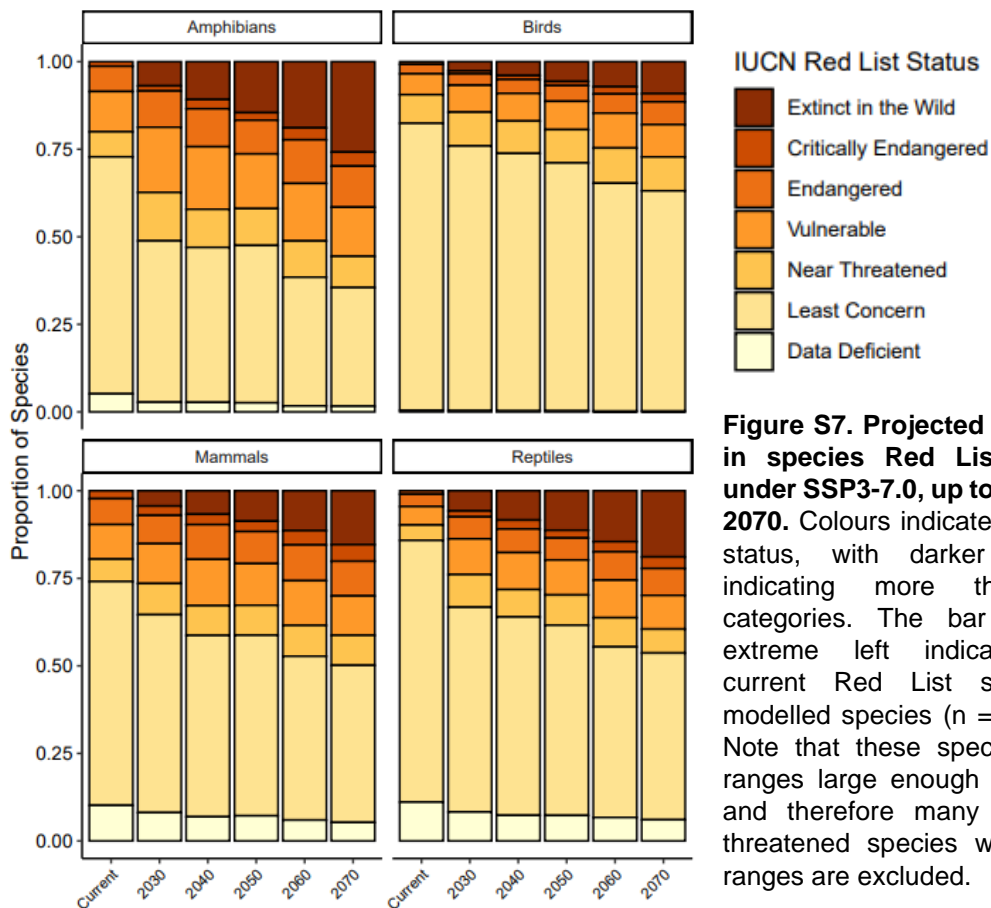 Amphibians
Birds
1.00
0.75
0.50
0.25
0.00
Proportion of Species
Mammals
Reptiles
1.00
0.75
0.50
0.25
0.00
Current
2030
2040
2050
2060
2070
Current
2030
2040
2050
2060
2070
IUCN Red List Status
Extinct in the Wild
Critically Endangered
Endangered
Vulnerable
Near Threatened
Least Concern
Data Deficient
Figure S7. Projected
in species Red Lis
under SSP3-7.0, up to
2070. Colours indicate
status, with darker
indicating more th
categories. The bar
extreme left indica
current Red List s
modelled species (n =
Note that these spec
ranges large enough
and therefore many
threatened species w
ranges are excluded.